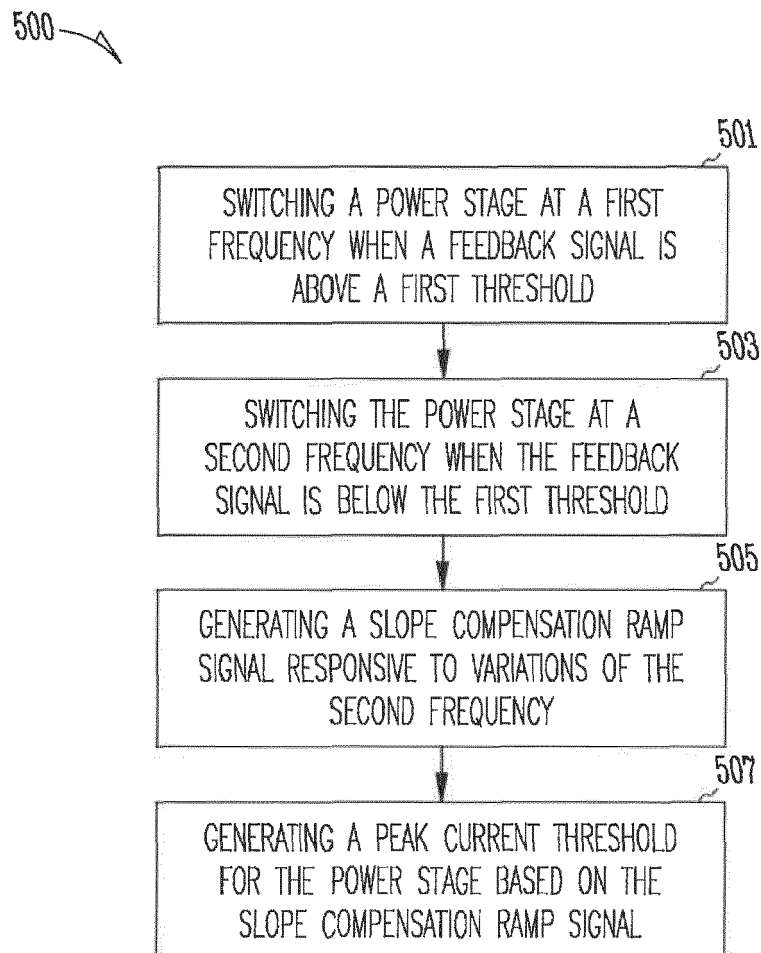 500
501
SWITCHING A POWER STAGE AT A FIRST
FREQUENCY WHEN A FEEDBACK SIGNAL IS
ABOVE A FIRST THRESHOLD
503
SWITCHING THE POWER STAGE AT A
SECOND FREQUENCY WHEN THE FEEDBACK
SIGNAL IS BELOW THE FIRST THRESHOLD
505
GENERATING A SLOPE COMPENSATION RAMP
SIGNAL RESPONSIVE TO VARIATIONS OF THE
SECOND FREQUENCY
507
GENERATING A PEAK CURRENT THRESHOLD
FOR THE POWER STAGE BASED ON THE
SLOPE COMPENSATION RAMP SIGNAL